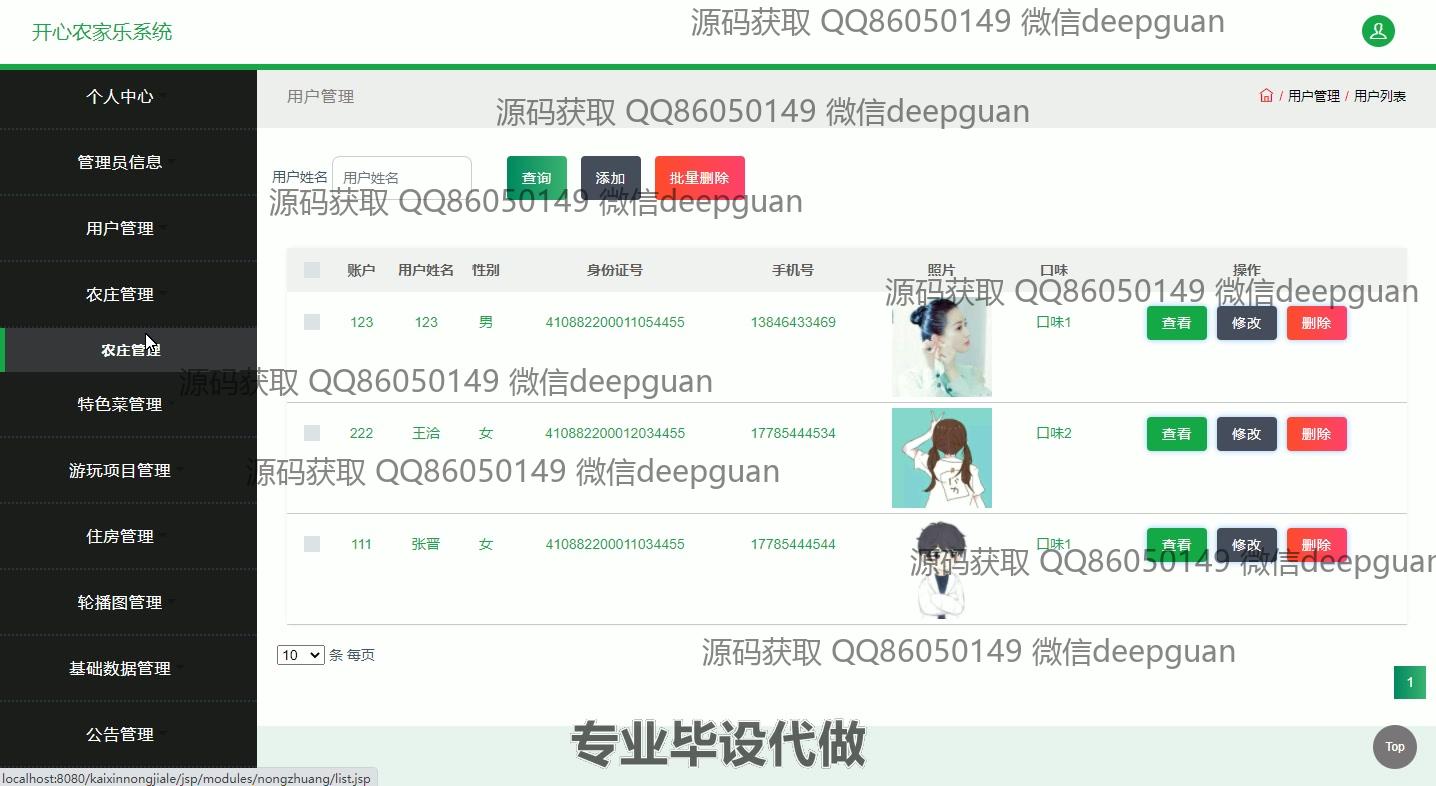 开心农家乐系统
源码获取 QQ86050149 微信deepguan
个人中心
管理员信息
用户管理
农庄管理
农庄管理
特色菜管理
游玩项目管理
住房管理
轮播图管理
基础数据管理
公告管理
用户管理
/ 用户管理 / 用户列表
源码获取 QQ86050149 微信deepguan
用户姓名 用户姓名 查询 添加 批量删除
源码获取 QQ86050149 微信deepguan
账户 用户姓名 性别 身份证号 手机号 照片 口味 操作
源码获取 QQ86050149 微信deepguan
123 123 男 410882200011054455 13846433469 口味1 查看 修改 删除
源码获取 QQ86050149 微信deepguan
222 王洽 女 410882200012034455 17785444534 口味2 查看 修改 删除
源码获取 QQ86050149 微信deepguan
111 张晋 女 410882200011034455 17785444544 口味1 查看 修改 删除
源码获取 QQ86050149 微信deepguan
10 条 每页
源码获取 QQ86050149 微信deepguan
1
专业毕设代做
Top
localhost:8080/kaixinnongjiale/jsp/modules/nongzhuang/list.jsp